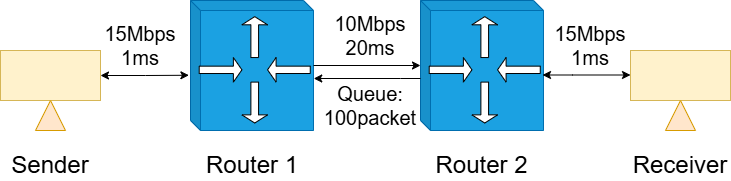 15Mbps
1ms
10Mbps
20ms
Queue:
100packet
15Mbps
1ms
Sender
Router 1
Router 2
Receiver